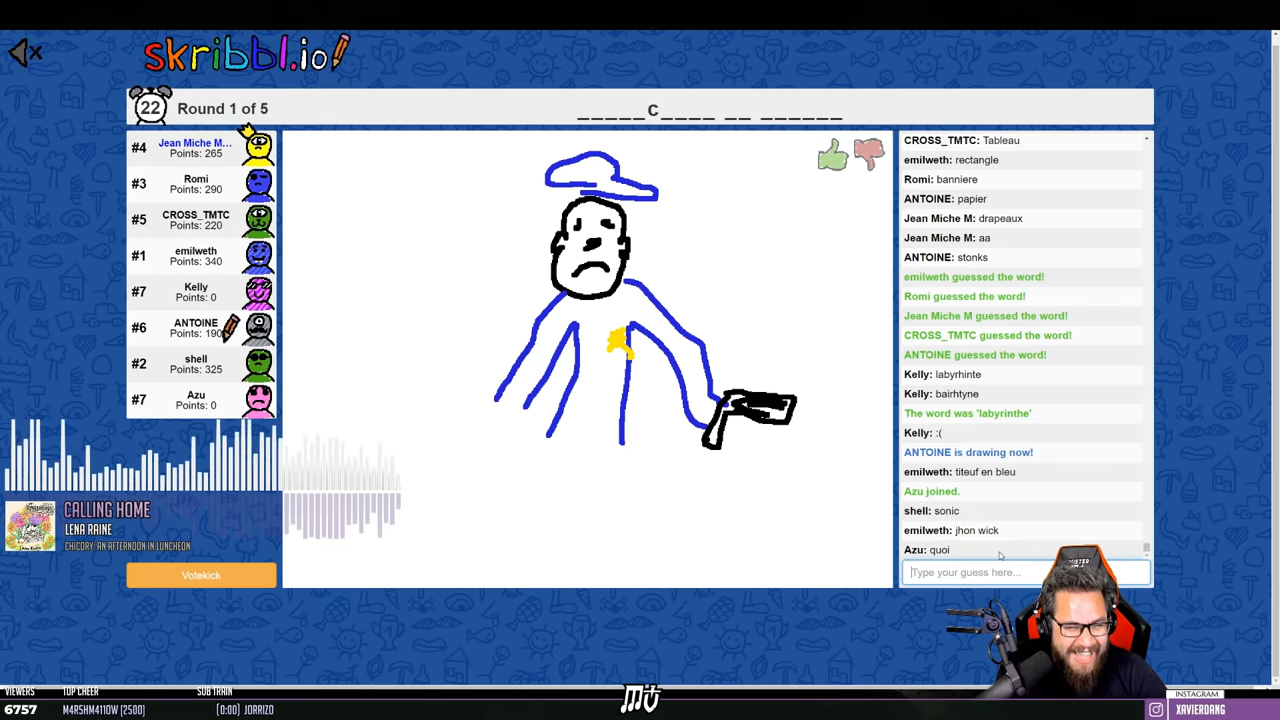 skribbl.io
22
Round 1 of 5
_____C____ __ ______
#4
Jean Miche M...
Points: 265
#3
Romi
Points: 290
#5
CROSS_TMTC
Points: 220
#1
emilweth
Points: 340
#7
Kelly
Points: 0
#6
ANTOINE
Points: 190
#2
shell
Points: 325
#7
Azu
Points: 0
CALLING HOME
LENA RAINE
CHICORY: AN AFTERNOON IN LUNCHEON
Votekick
CROSS_TMTC: Tableau
emilweth: rectangle
Romi: banniere
ANTOINE: papier
Jean Miche M: drapeaux
Jean Miche M: aa
ANTOINE: stonks
emilweth guessed the word!
Romi guessed the word!
Jean Miche M guessed the word!
CROSS_TMTC guessed the word!
ANTOINE guessed the word!
Kelly: labyrhinte
Kelly: bairhtyne
The word was 'labyrinthe'
Kelly: :(
ANTOINE is drawing now!
emilweth: titeuf en bleu
Azu joined.
shell: sonic
emilweth: jhon wick
Azu: quoi
Type your guess here...
VIEWERS
6757
TOP CHEER
M4RSHM4110W [2500]
SUB TRAIN
[0:00] JORRIZO
INSTAGRAM
XAVIERDANG